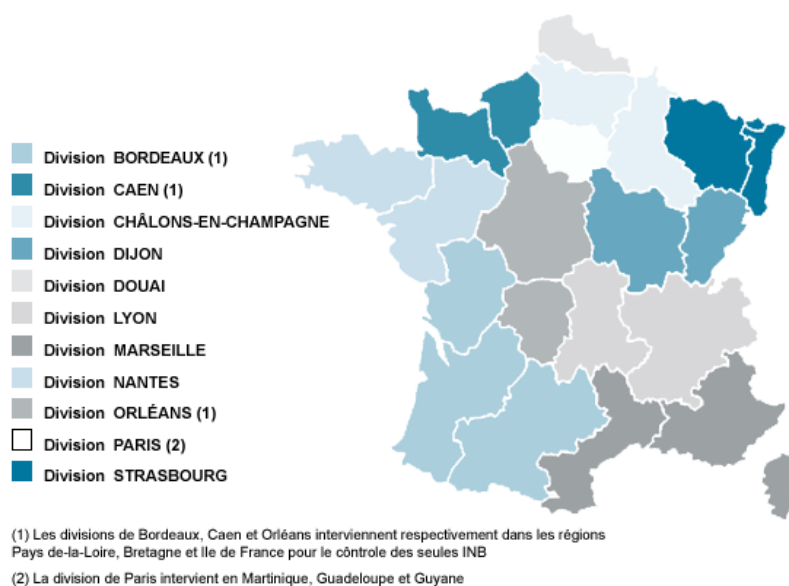 Division BORDEAUX (1)
Division CAEN (1)
Division CHÂLONS-EN-CHAMPAGNE
Division DIJON
Division DOUAI
Division LYON
Division MARSEILLE
Division NANTES
Division ORLÉANS (1)
Division PARIS (2)
Division STRASBOURG
(1) Les divisions de Bordeaux, Caen et Orléans interviennent respectivement dans les régions
Pays de-la-Loire, Bretagne et Ile de France pour le côntrole des seules INB
(2) La division de Paris intervient en Martinique, Guadeloupe et Guyane